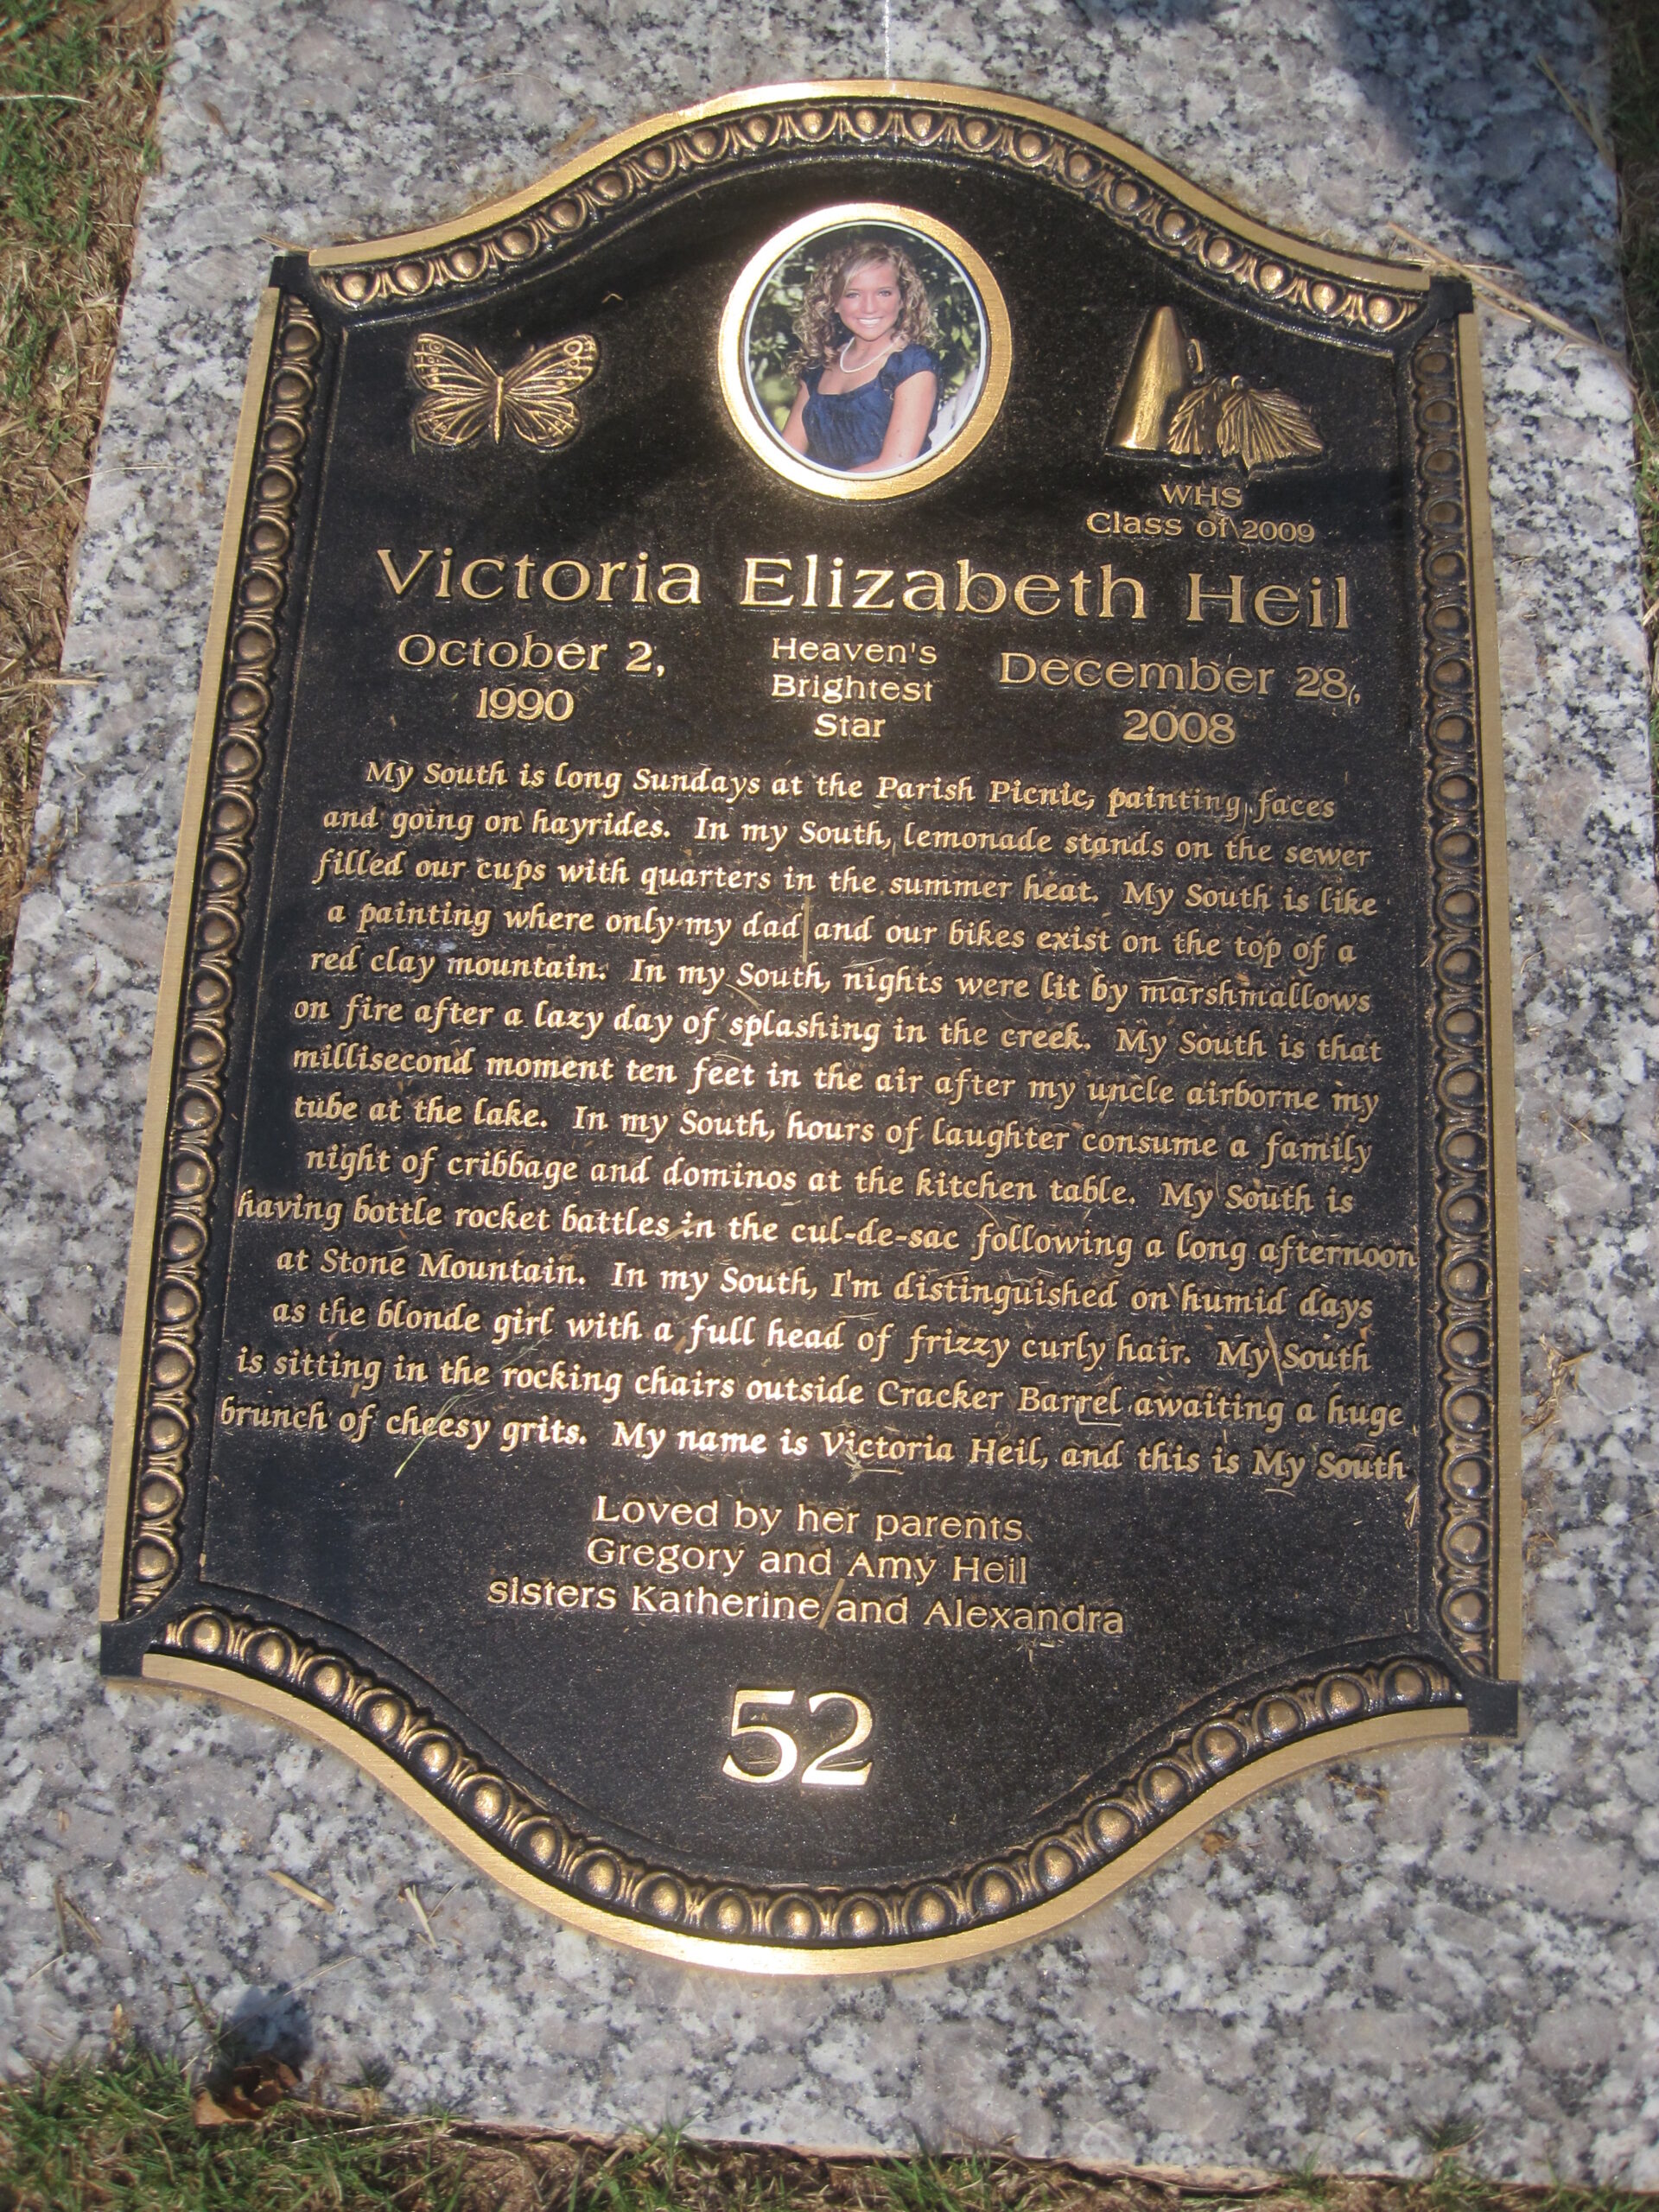 WHS
Class of 2009
Victoria Elizabeth Heil
October 2,
1990
Heaven's
Brightest
Star
December 28,
2008
My South is long Sundays at the Parish Picnic, painting faces
and going on hayrides. In my South, lemonade stands on the sewer
filled our cups with quarters in the summer heat. My South is like
a painting where only my dad and our bikes exist on the top of a
red clay mountain. In my South, nights were lit by marshmallows
on fire after a lazy day of splashing in the creek. My South is that
millisecond moment ten feet in the air after my uncle airborne my
tube at the lake. In my South, hours of laughter consume a family
night of cribbage and dominos at the kitchen table. My South is
having bottle rocket battles in the cul-de-sac following a long afternoon
at Stone Mountain. In my South, I'm distinguished on humid days
as the blonde girl with a full head of frizzy curly hair. My South
is sitting in the rocking chairs outside Cracker Barrel awaiting a huge
brunch of cheesy grits. My name is Victoria Heil, and this is My South
Loved by her parents
Gregory and Amy Heil
sisters Katherine and Alexandra
52